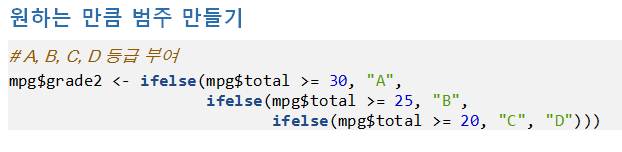 원하는 만큼 범주 만들기
# A, B, C, D 등급 부여
mpg$grade2 <- ifelse(mpg$total >= 30, "A",
ifelse(mpg$total >= 25, "B",
ifelse(mpg$total >= 20, "C", "D")))